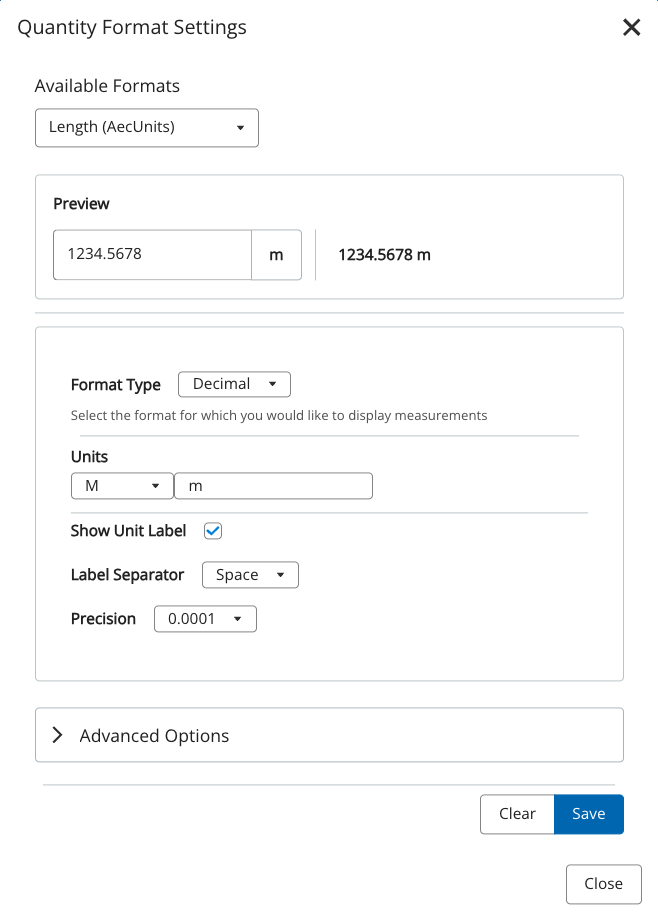 Quantity Format Settings
Available Formats
Length (AecUnits)
Preview
1234.5678 m 1234.5678 m
Format Type Decimal
Select the format for which you would like to display measurements
Units
M m
Show Unit Label
Label Separator Space
Precision 0.0001
Advanced Options
Clear Save
Close